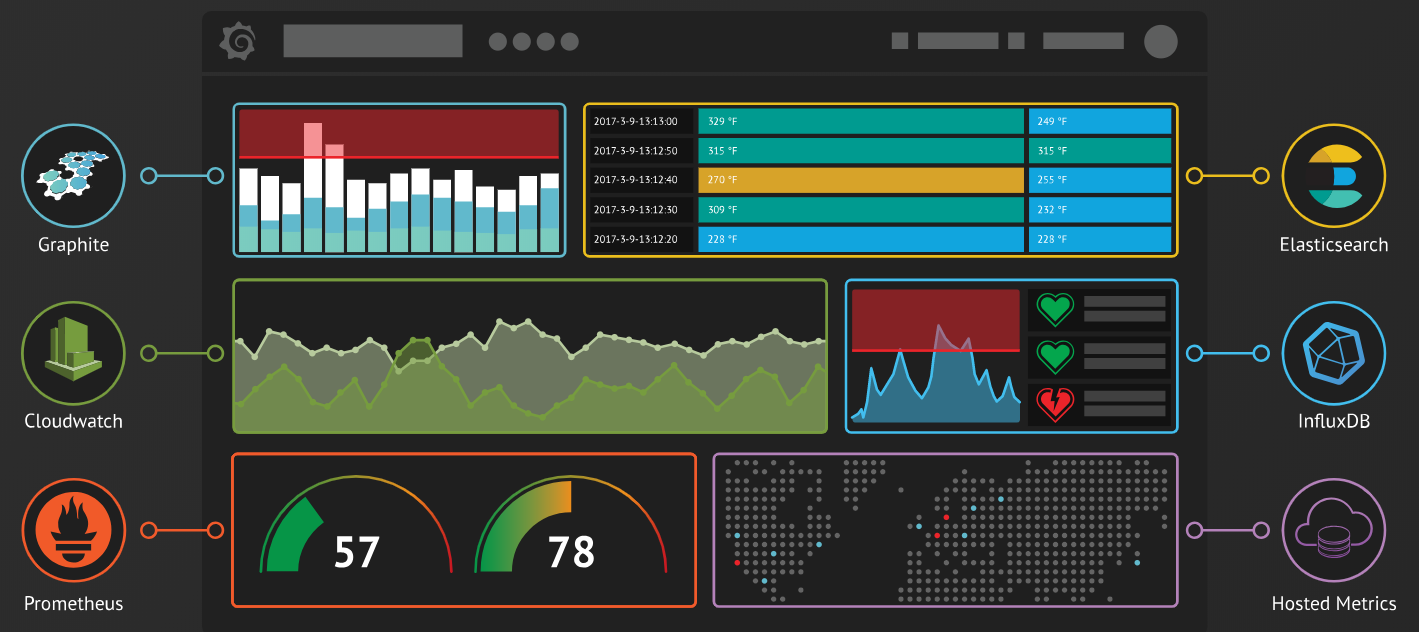 Graphite
Cloudwatch
Prometheus
2017-3-9-13:13:00 329 °F 249 °F
2017-3-9-13:12:50 315 °F 315 °F
2017-3-9-13:12:40 270 °F 255 °F
2017-3-9-13:12:30 309 °F 232 °F
2017-3-9-13:12:20 228 °F 228 °F
57 78
Elasticsearch
InfluxDB
Hosted Metrics